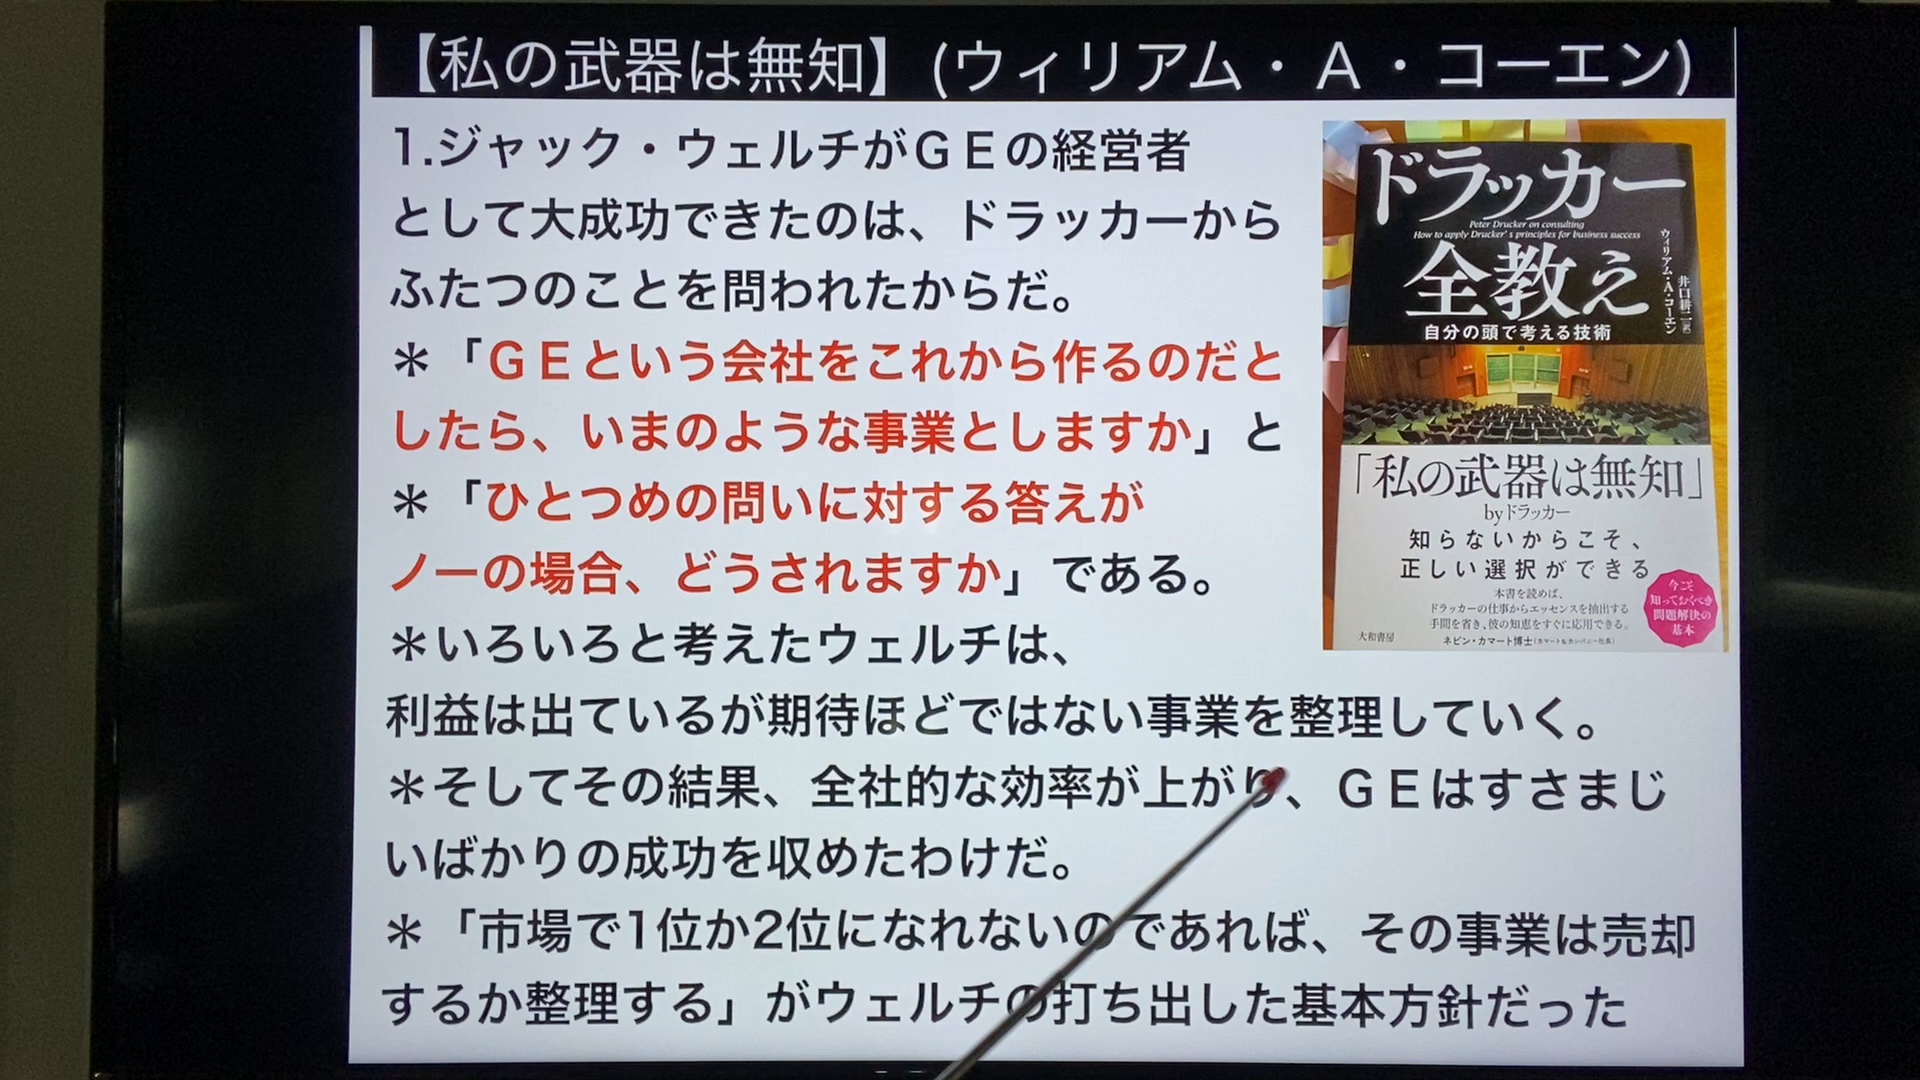 【私の武器は無知】(ウィリアム・Ａ・コーエン)
1.ジャック・ウェルチがＧＥの経営者
として大成功できたのは、ドラッカーから
ふたつのことを問われたからだ。
＊「ＧＥという会社をこれから作るのだと
したら、いまのような事業としますか」と
＊「ひとつめの問いに対する答えが
ノーの場合、どうされますか」である。
＊いろいろと考えたウェルチは、
利益は出ているが期待ほどではない事業を整理していく。
＊そしてその結果、全社的な効率が上がり、ＧＥはすさまじ
いばかりの成功を収めたわけだ。
＊「市場で1位か2位になれないのであれば、その事業は売却
するか整理する」がウェルチの打ち出した基本方針だった
ドラッカー
Peter Drucker on consulting
How to apply Drucker's principles for business success
全教え
自分の頭で考える技術
ウィリアム・A・コーエン
井口耕二[訳]
「私の武器は無知」
byドラッカー
知らないからこそ、
正しい選択ができる
本書を読めば、
ドラッカーの仕事からエッセンスを抽出する
手間を省き、彼の知恵をすぐに応用できる。
ネビン・カマート博士(カマート&カンパニー社長)
大和書房
今こそ
知っておくべき
問題解決の
基本